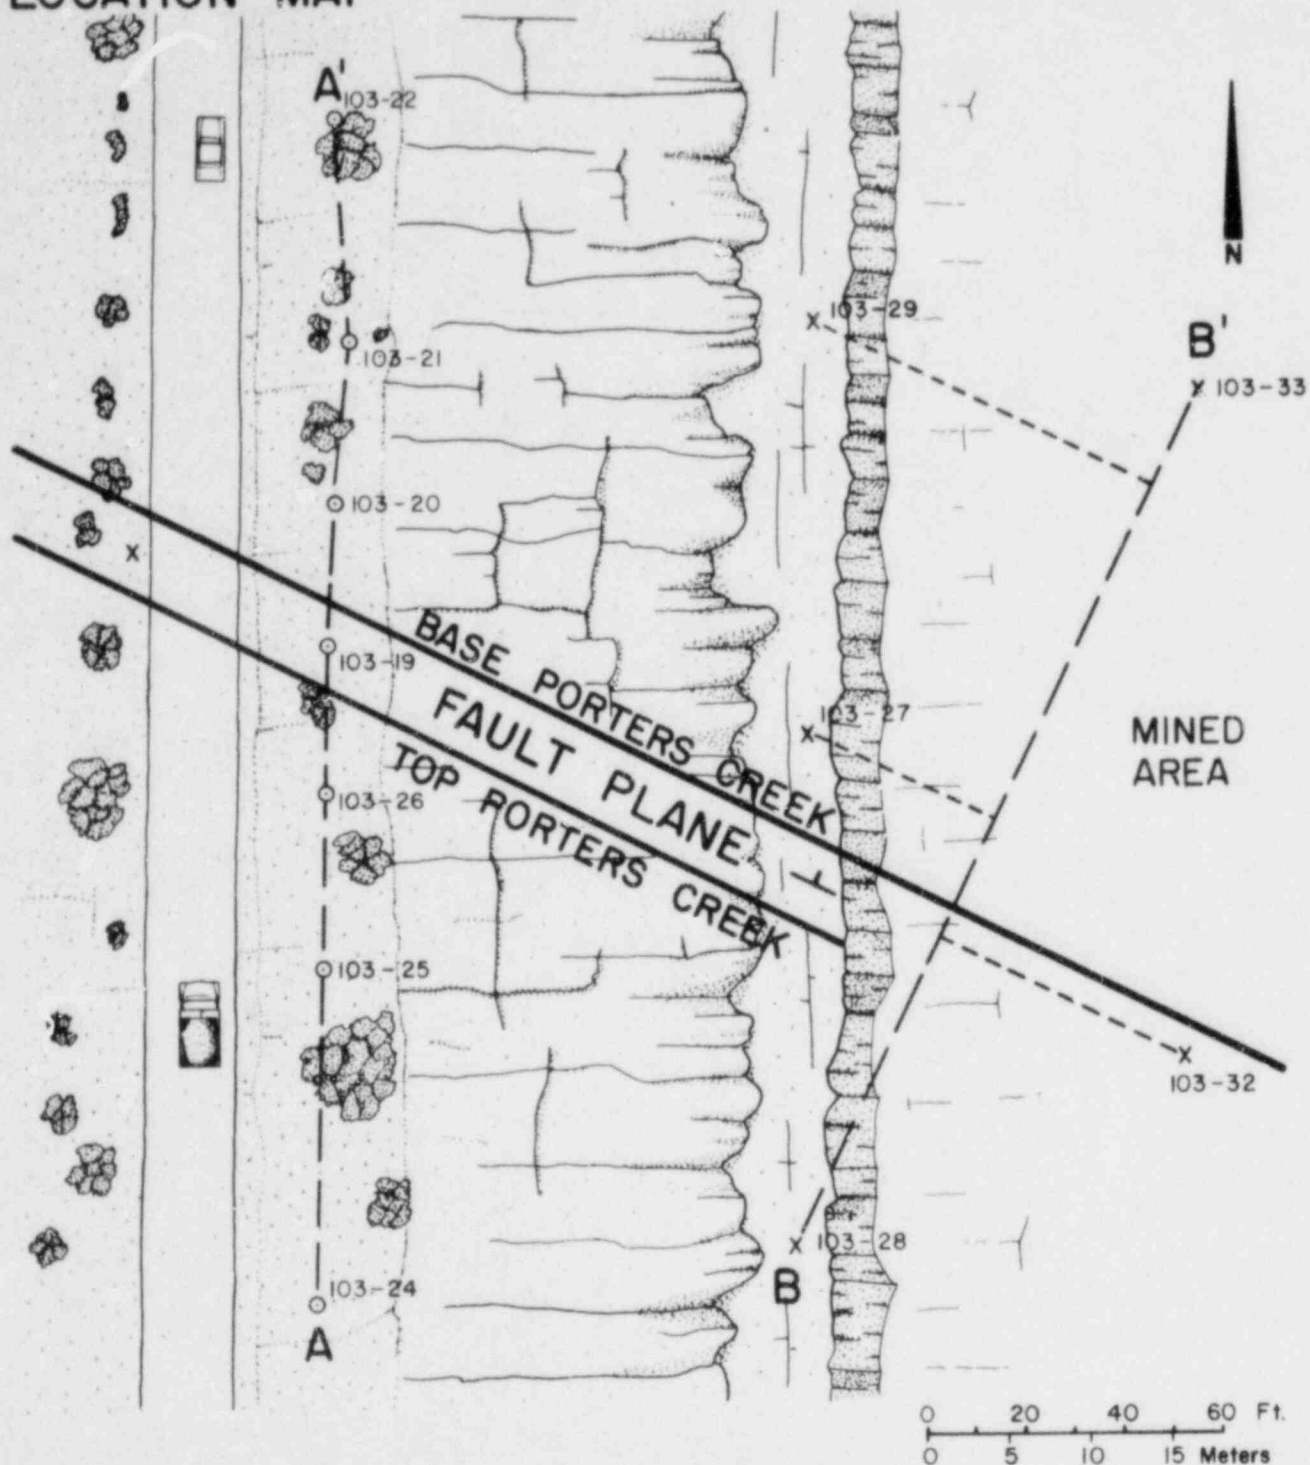 LOCATION MAP
A'
103-22
N
103-29
B'
103-33
103-21
103-20
103-19
BASE PORTERS CREEK
103-27
FAULT PLANE
MINED
AREA
TOP PORTERS CREEK
103-26
103-25
103-32
103-28
B
103-24
A
0 20 40 60 Ft.
0 5 10 15 Meters